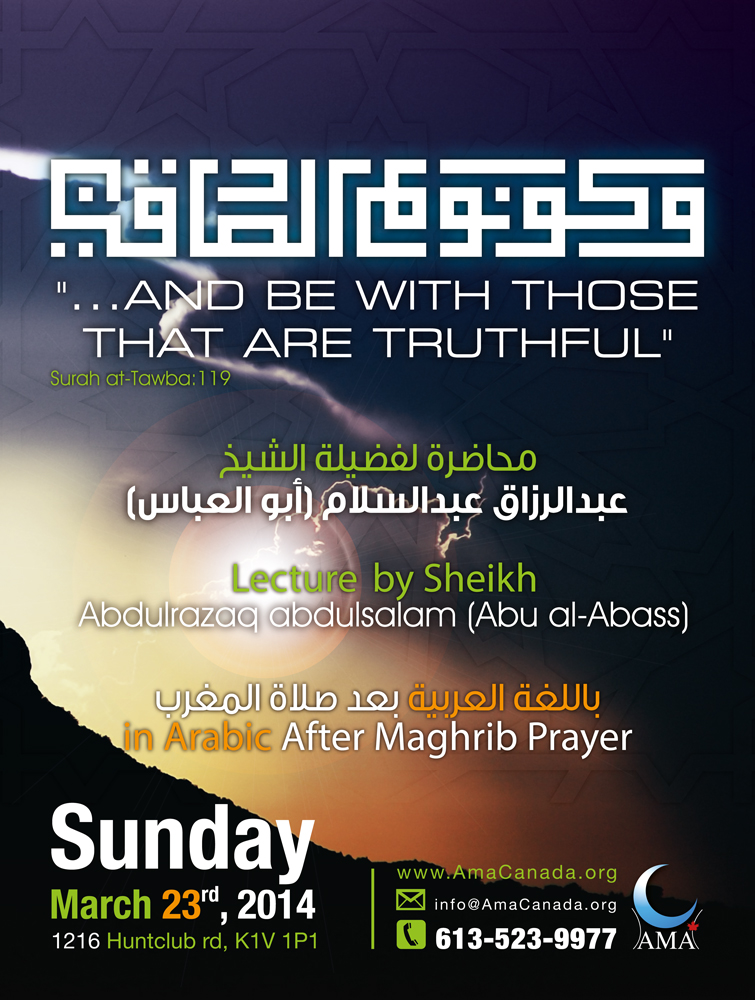 وكونوا مع الصادقين
"...AND BE WITH THOSE
THAT ARE TRUTHFUL"
Surah at-Tawba:119
محاضرة لفضيلة الشيخ
عبدالرزاق عبدالسلام (أبو العباس)
Lecture by Sheikh
Abdulrazaq abdulsalam (Abu al-Abass)
باللغة العربية بعد صلاة المغرب
in Arabic After Maghrib Prayer
Sunday
March 23rd, 2014
1216 Huntclub rd, K1V 1P1
www.AmaCanada.org
info@AmaCanada.org
613-523-9977
AMA